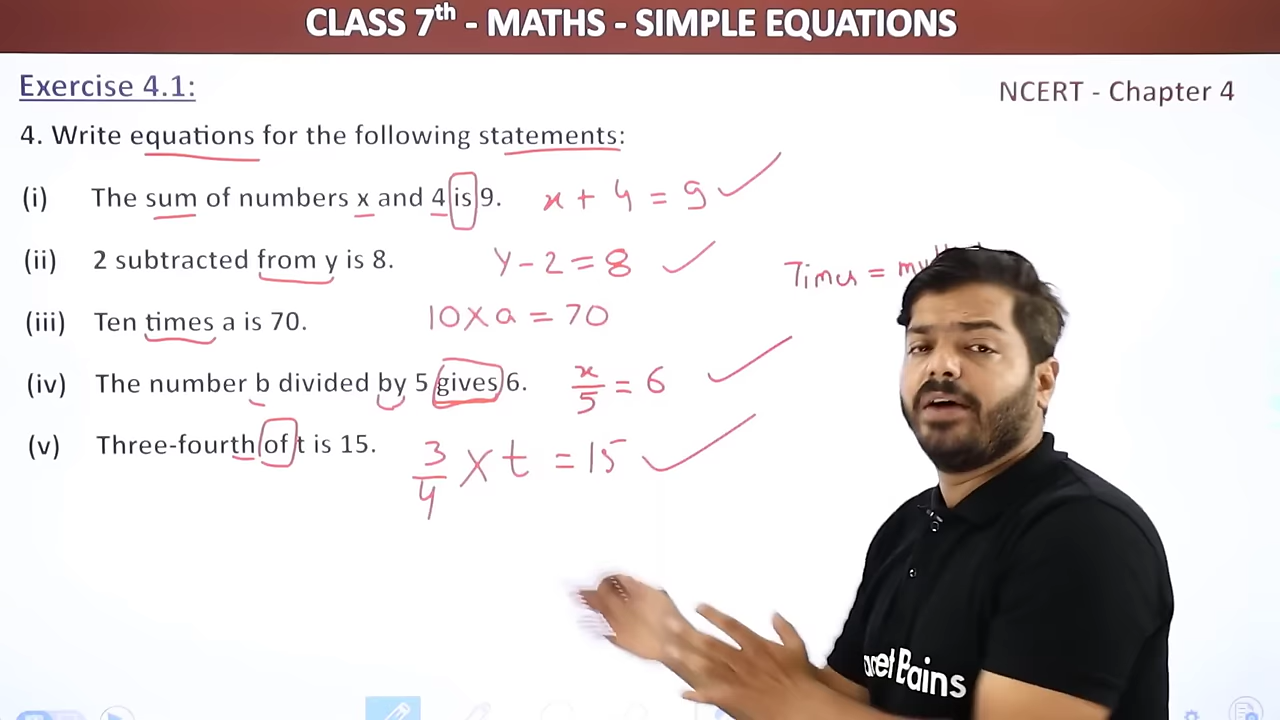 CLASS 7th - MATHS - SIMPLE EQUATIONS
Exercise 4.1:
NCERT - Chapter 4
4. Write equations for the following statements:
(i) The sum of numbers x and 4 is 9. x + 4 = 9
(ii) 2 subtracted from y is 8. y - 2 = 8
Times =
(iii) Ten times a is 70. 10 x a = 70
(iv) The number b divided by 5 gives 6. x/5 = 6
(v) Three-fourth of t is 15. 3/4 x t = 15
Bains